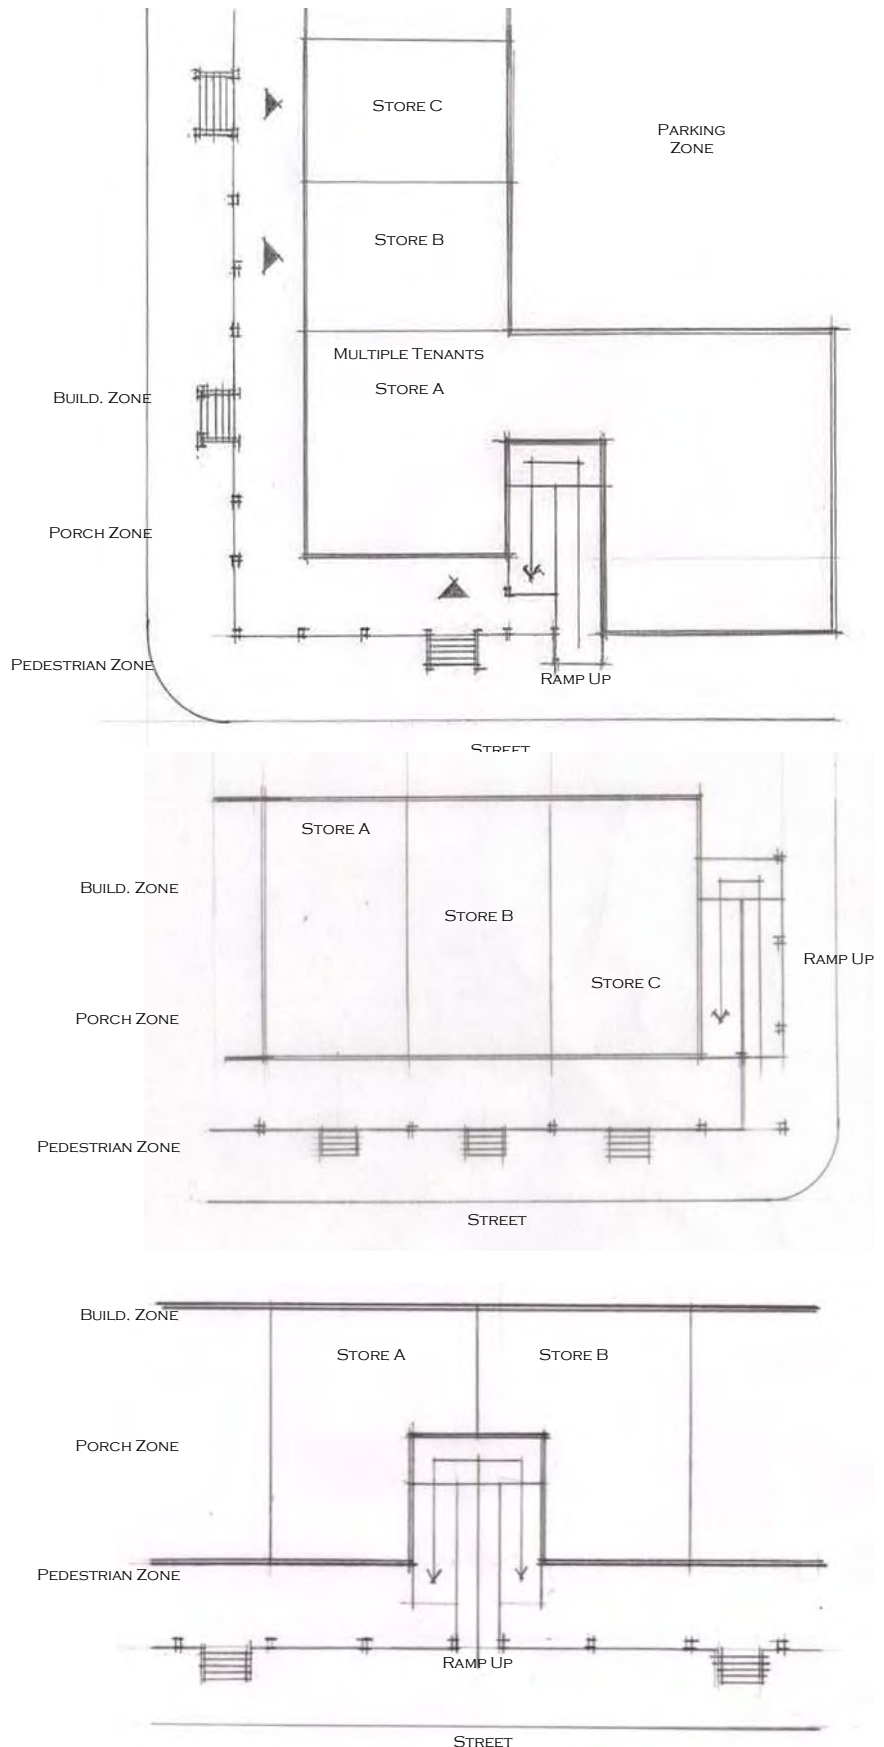 Store C
Parking
Zone
Store B
Multiple Tenants
Store A
Build. Zone
Porch Zone
Pedestrian Zone
Ramp Up
Street
Store A
Build. Zone
Store B
Ramp Up
Store C
Porch Zone
Pedestrian Zone
Street
Build. Zone
Store A
Store B
Porch Zone
Pedestrian Zone
Ramp Up
Street